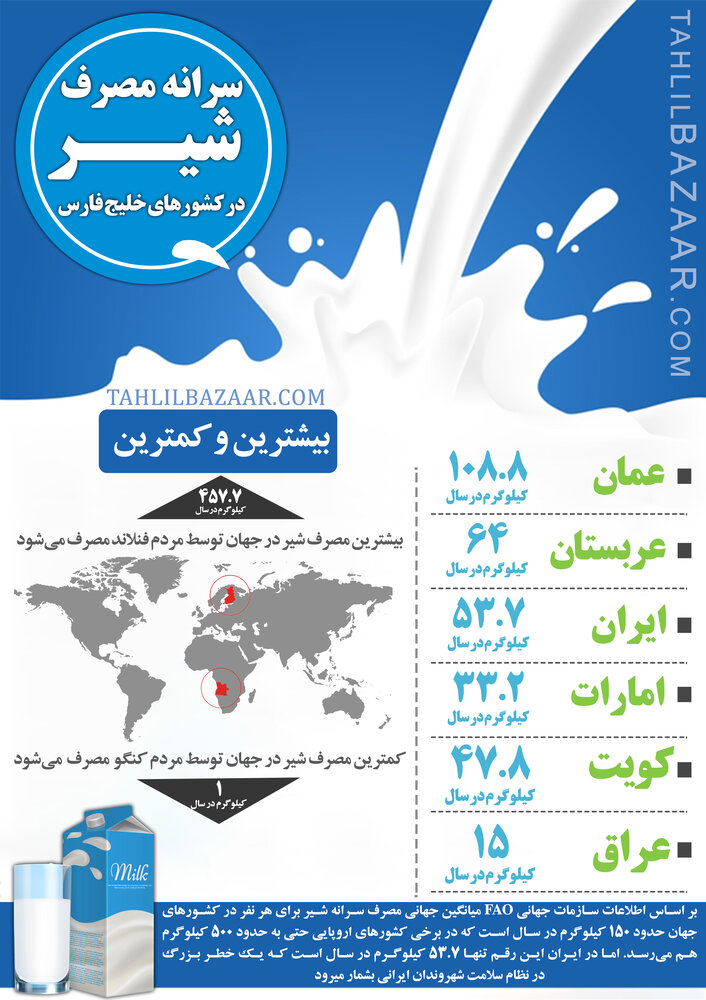 سرانه مصرف
شیر
در کشورهای خلیج فارس
TAHLILBAZAAR.COM
TAHLILBAZAAR.COM
بیشترین و کمترین
۴۵۷.۷
کیلوگرم در سال
بیشترین مصرف شیر در جهان توسط مردم فنلاند مصرف می‌شود
کمترین مصرف شیر در جهان توسط مردم کنگو مصرف می‌شود
۱
کیلوگرم در سال
عمان ۱۰۸.۸
کیلوگرم در سال
عربستان ۶۴
کیلوگرم در سال
ایران ۵۳.۷
کیلوگرم در سال
امارات ۳۳.۲
کیلوگرم در سال
کویت ۴۷.۸
کیلوگرم در سال
عراق ۱۵
کیلوگرم در سال
Milk
بر اساس اطلاعات سازمات جهانی FAO میانگین جهانی مصرف سرانه شیر برای هر نفر در کشورهای
جهان حدود ۱۵۰ کیلوگرم در سال است که در برخی کشورهای اروپایی حتی به حدود ۵۰۰ کیلوگرم
هم می‌رسد. اما در ایران این رقم تنها ۵۳.۷ کیلوگرم در سال است که یک خطر بزرگ
در نظام سلامت شهروندان ایرانی بشمار میرود